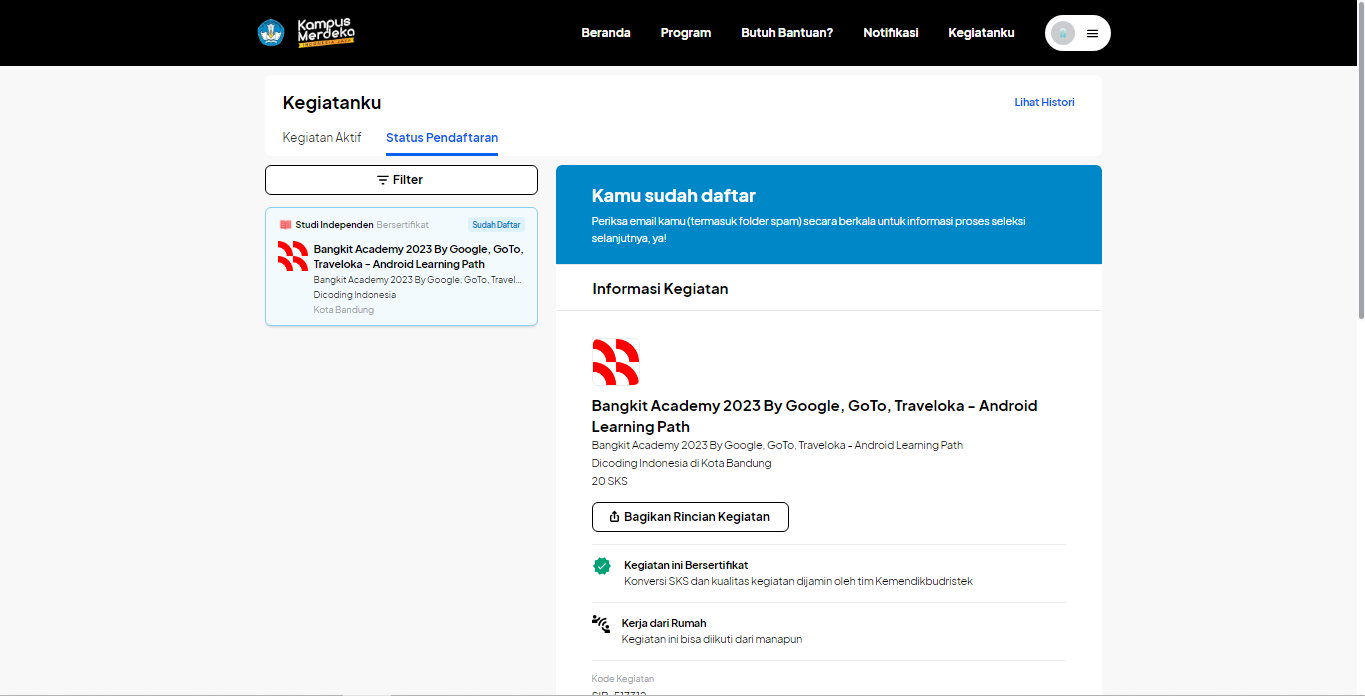 Kampus
Merdeka
INDONESIA JAYA
Beranda
Program
Butuh Bantuan?
Notifikasi
Kegiatanku
Kegiatanku
Lihat Histori
Kegiatan Aktif
Status Pendaftaran
Filter
Studi Independen Bersertifikat
Sudah Daftar
Bangkit Academy 2023 By Google, GoTo,
Traveloka – Android Learning Path
Bangkit Academy 2023 By Google, GoTo, Travel...
Dicoding Indonesia
Kota Bandung
Kamu sudah daftar
Periksa email kamu (termasuk folder spam) secara berkala untuk informasi proses seleksi
selanjutnya, ya!
Informasi Kegiatan
Bangkit Academy 2023 By Google, GoTo, Traveloka – Android
Learning Path
Bangkit Academy 2023 By Google, GoTo, Traveloka – Android Learning Path
Dicoding Indonesia di Kota Bandung
20 SKS
Bagikan Rincian Kegiatan
Kegiatan ini Bersertifikat
Konversi SKS dan kualitas kegiatan dijamin oleh tim Kemendikbudristek
Kerja dari Rumah
Kegiatan ini bisa diikuti dari manapun
Kode Kegiatan